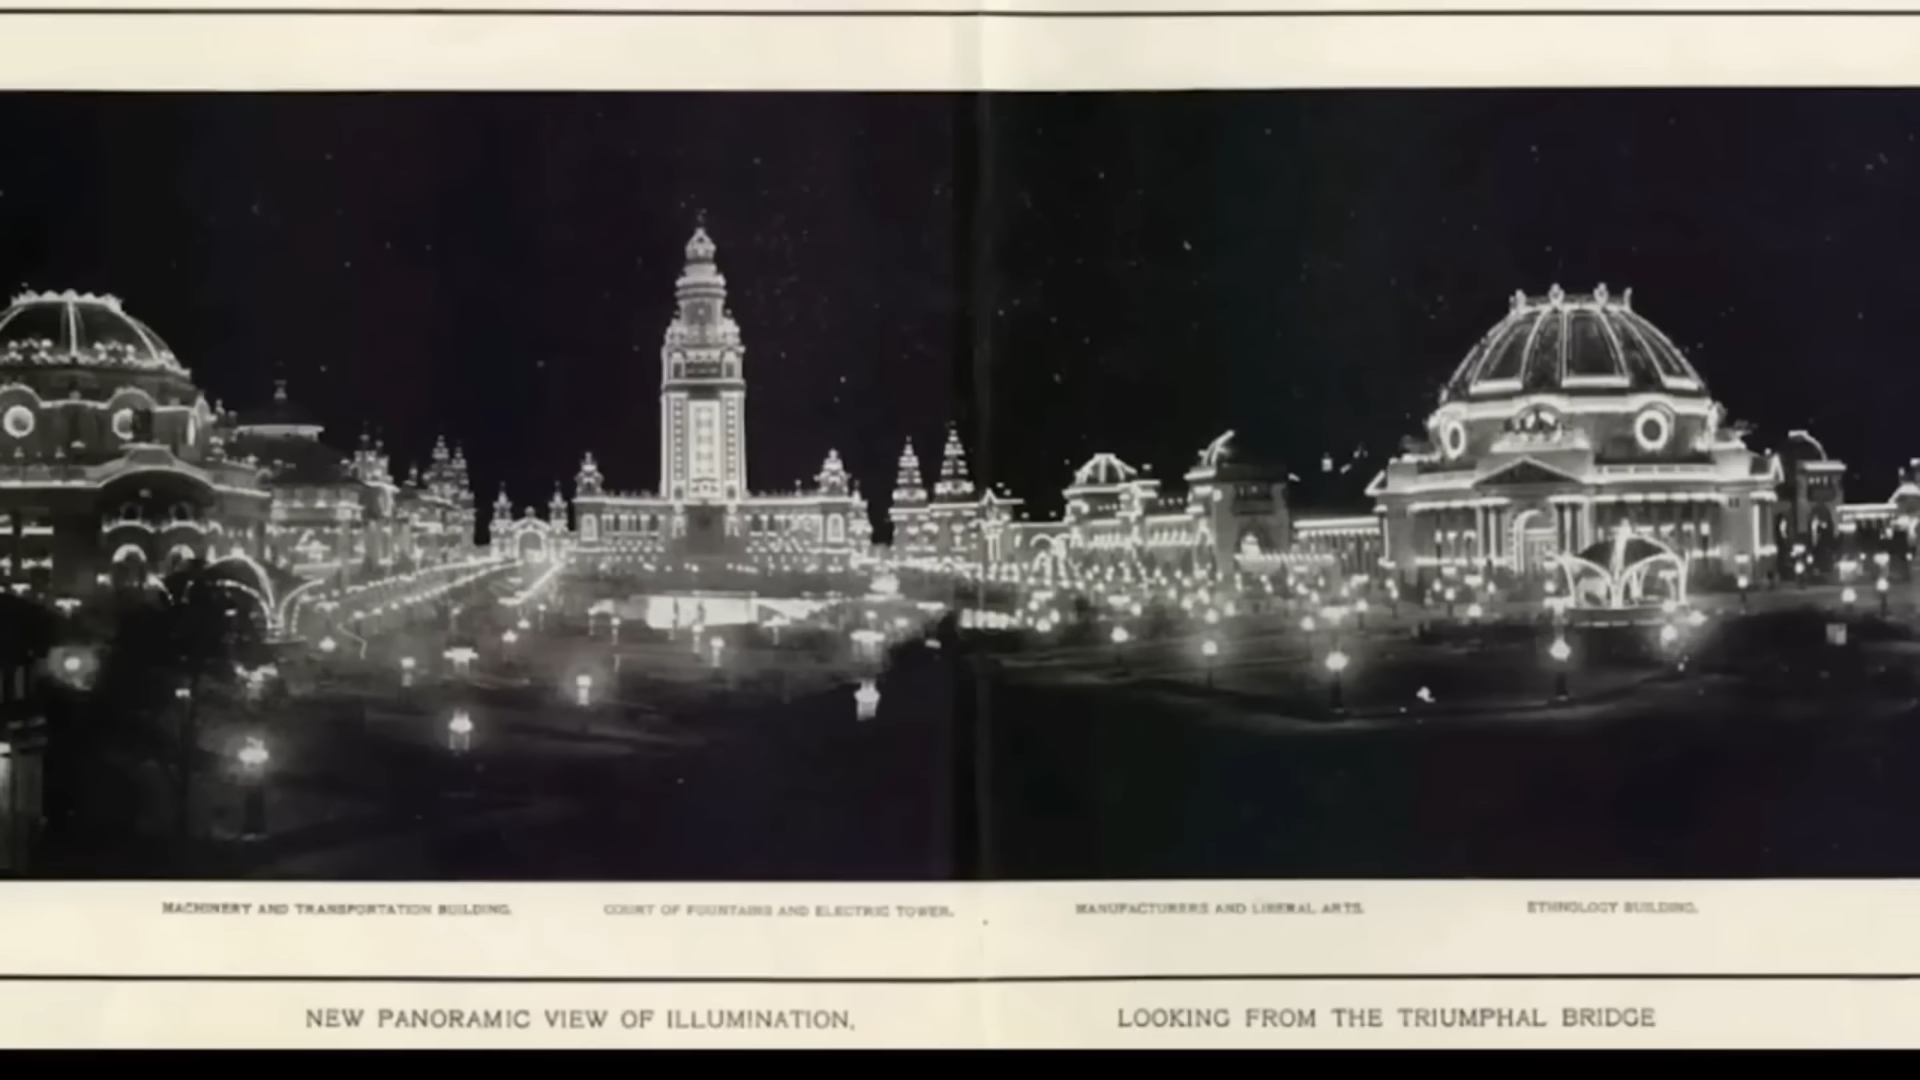 MACHINERY AND TRANSPORTATION BUILDING. COURT OF FOUNTAINS AND ELECTRIC TOWER. MANUFACTURERS AND LIBERAL ARTS. ETHNOLOGY BUILDING.
NEW PANORAMIC VIEW OF ILLUMINATION, LOOKING FROM THE TRIUMPHAL BRIDGE